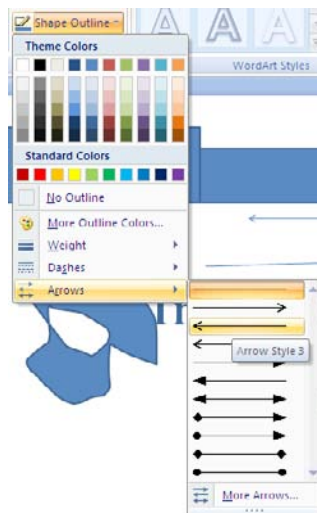 Shape Outline
A A A
Theme Colors
WordArt Styles
Standard Colors
No Outline
More Outline Colors...
Weight
Dashes
Arrows
Arrow Style 3
More Arrows...